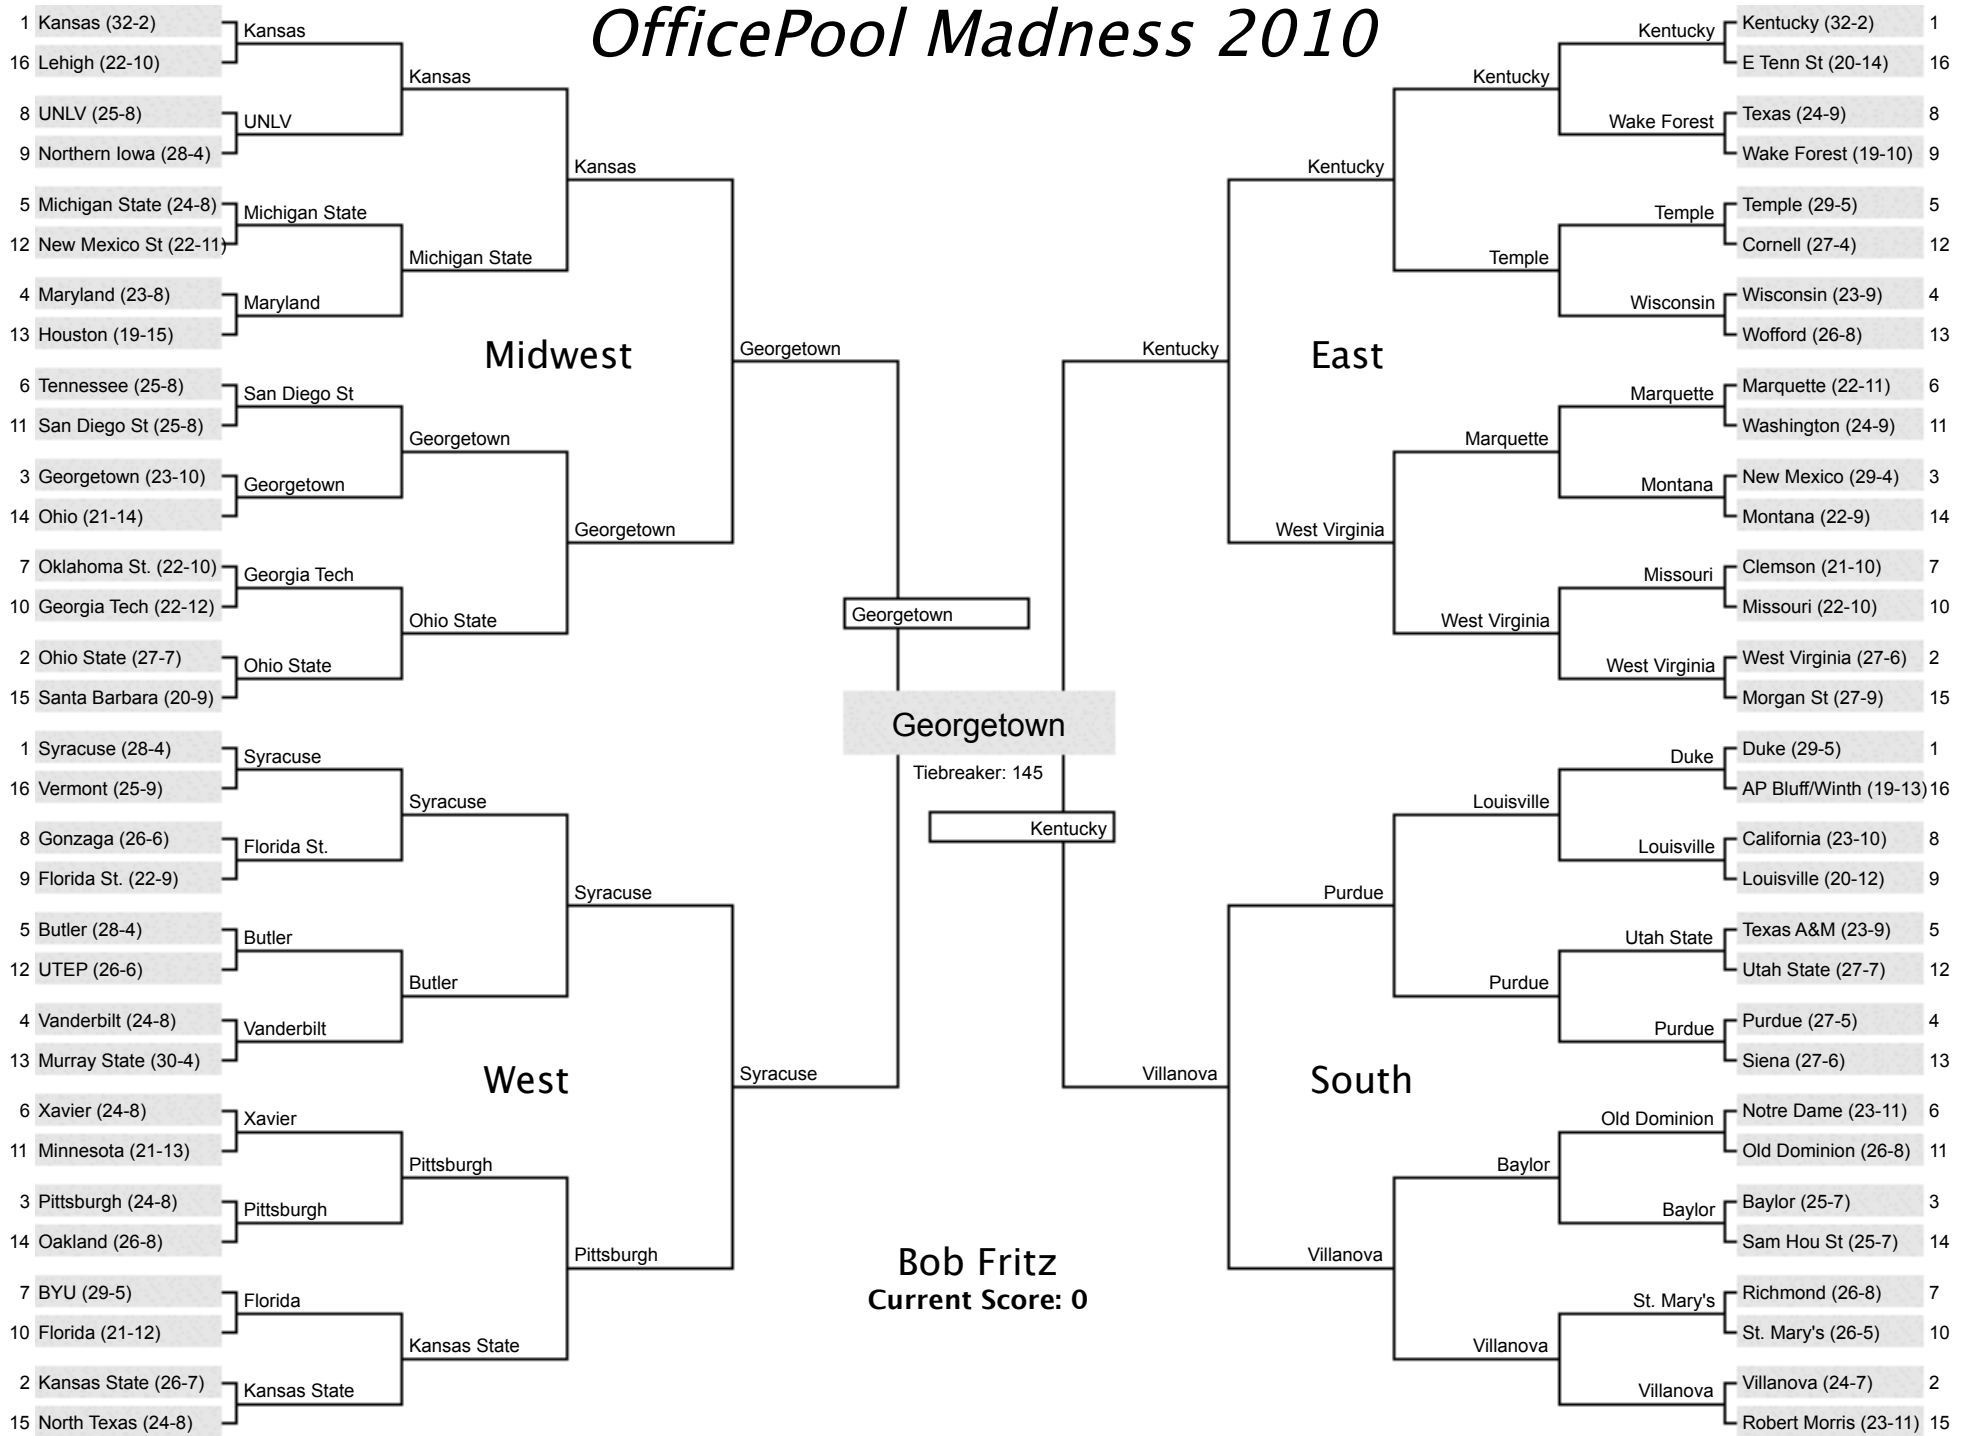 OfficePool Madness 2010
1 Kansas (32-2)
16 Lehigh (22-10)
8 UNLV (25-8)
9 Northern Iowa (28-4)
5 Michigan State (24-8)
12 New Mexico St (22-11)
4 Maryland (23-8)
13 Houston (19-15)
6 Tennessee (25-8)
11 San Diego St (25-8)
3 Georgetown (23-10)
14 Ohio (21-14)
7 Oklahoma St. (22-10)
10 Georgia Tech (22-12)
2 Ohio State (27-7)
15 Santa Barbara (20-9)
Kansas
UNLV
Michigan State
Maryland
San Diego St
Georgetown
Georgia Tech
Ohio State
Kansas
Michigan State
Georgetown
Ohio State
Kansas
Georgetown
Georgetown
Midwest
1 Syracuse (28-4)
16 Vermont (25-9)
8 Gonzaga (26-6)
9 Florida St. (22-9)
5 Butler (28-4)
12 UTEP (26-6)
4 Vanderbilt (24-8)
13 Murray State (30-4)
6 Xavier (24-8)
11 Minnesota (21-13)
3 Pittsburgh (24-8)
14 Oakland (26-8)
7 BYU (29-5)
10 Florida (21-12)
2 Kansas State (26-7)
15 North Texas (24-8)
Syracuse
Florida St.
Butler
Vanderbilt
Xavier
Pittsburgh
Florida
Kansas State
Syracuse
Butler
Pittsburgh
Kansas State
Syracuse
Pittsburgh
Syracuse
West
Georgetown
Georgetown
Tiebreaker: 145
Kentucky
Bob Fritz
Current Score: 0
Kentucky (32-2) 1
E Tenn St (20-14) 16
Texas (24-9) 8
Wake Forest (19-10) 9
Temple (29-5) 5
Cornell (27-4) 12
Wisconsin (23-9) 4
Wofford (26-8) 13
Marquette (22-11) 6
Washington (24-9) 11
New Mexico (29-4) 3
Montana (22-9) 14
Clemson (21-10) 7
Missouri (22-10) 10
West Virginia (27-6) 2
Morgan St (27-9) 15
Kentucky
Wake Forest
Temple
Wisconsin
Marquette
Montana
Missouri
West Virginia
Kentucky
Temple
Marquette
West Virginia
Kentucky
West Virginia
Kentucky
East
Duke (29-5) 1
AP Bluff/Winth (19-13) 16
California (23-10) 8
Louisville (20-12) 9
Texas A&M (23-9) 5
Utah State (27-7) 12
Purdue (27-5) 4
Siena (27-6) 13
Notre Dame (23-11) 6
Old Dominion (26-8) 11
Baylor (25-7) 3
Sam Hou St (25-7) 14
Richmond (26-8) 7
St. Mary's (26-5) 10
Villanova (24-7) 2
Robert Morris (23-11) 15
Duke
Louisville
Utah State
Purdue
Old Dominion
Baylor
St. Mary's
Villanova
Louisville
Purdue
Baylor
Villanova
Purdue
Villanova
Villanova
South